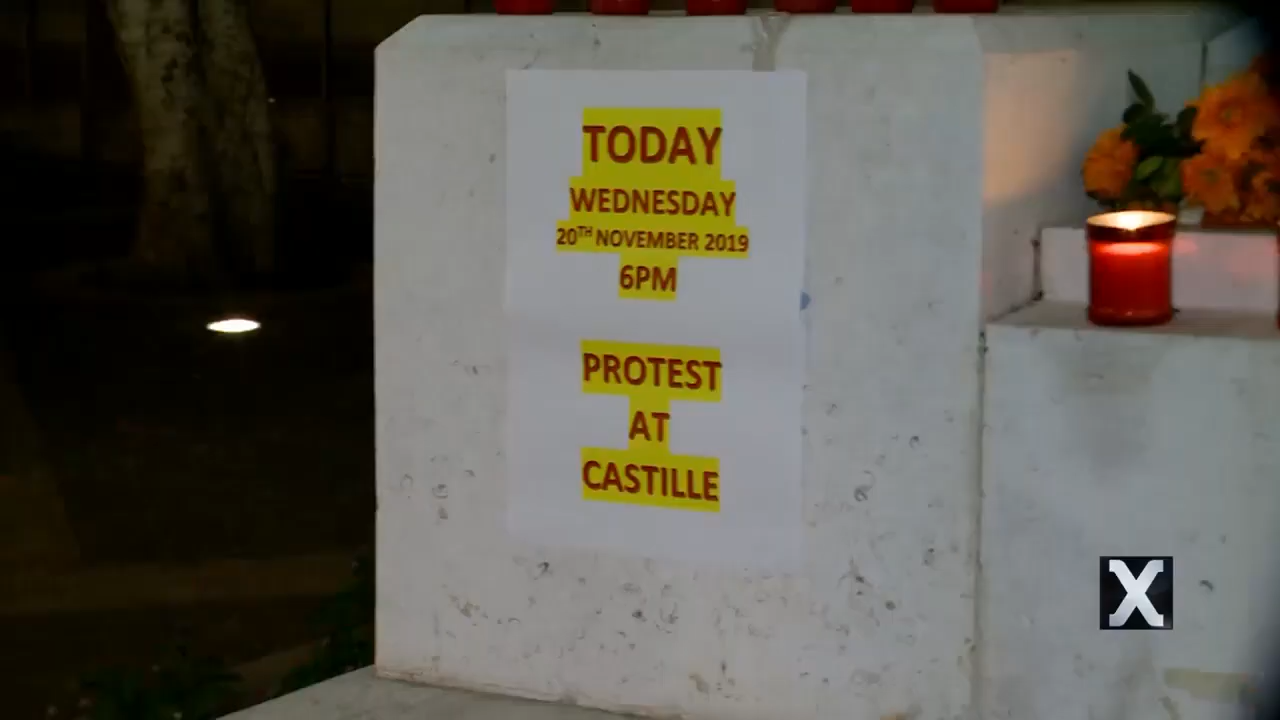 TODAY
WEDNESDAY
20TH NOVEMBER 2019
6PM
PROTEST
AT
CASTILLE
X